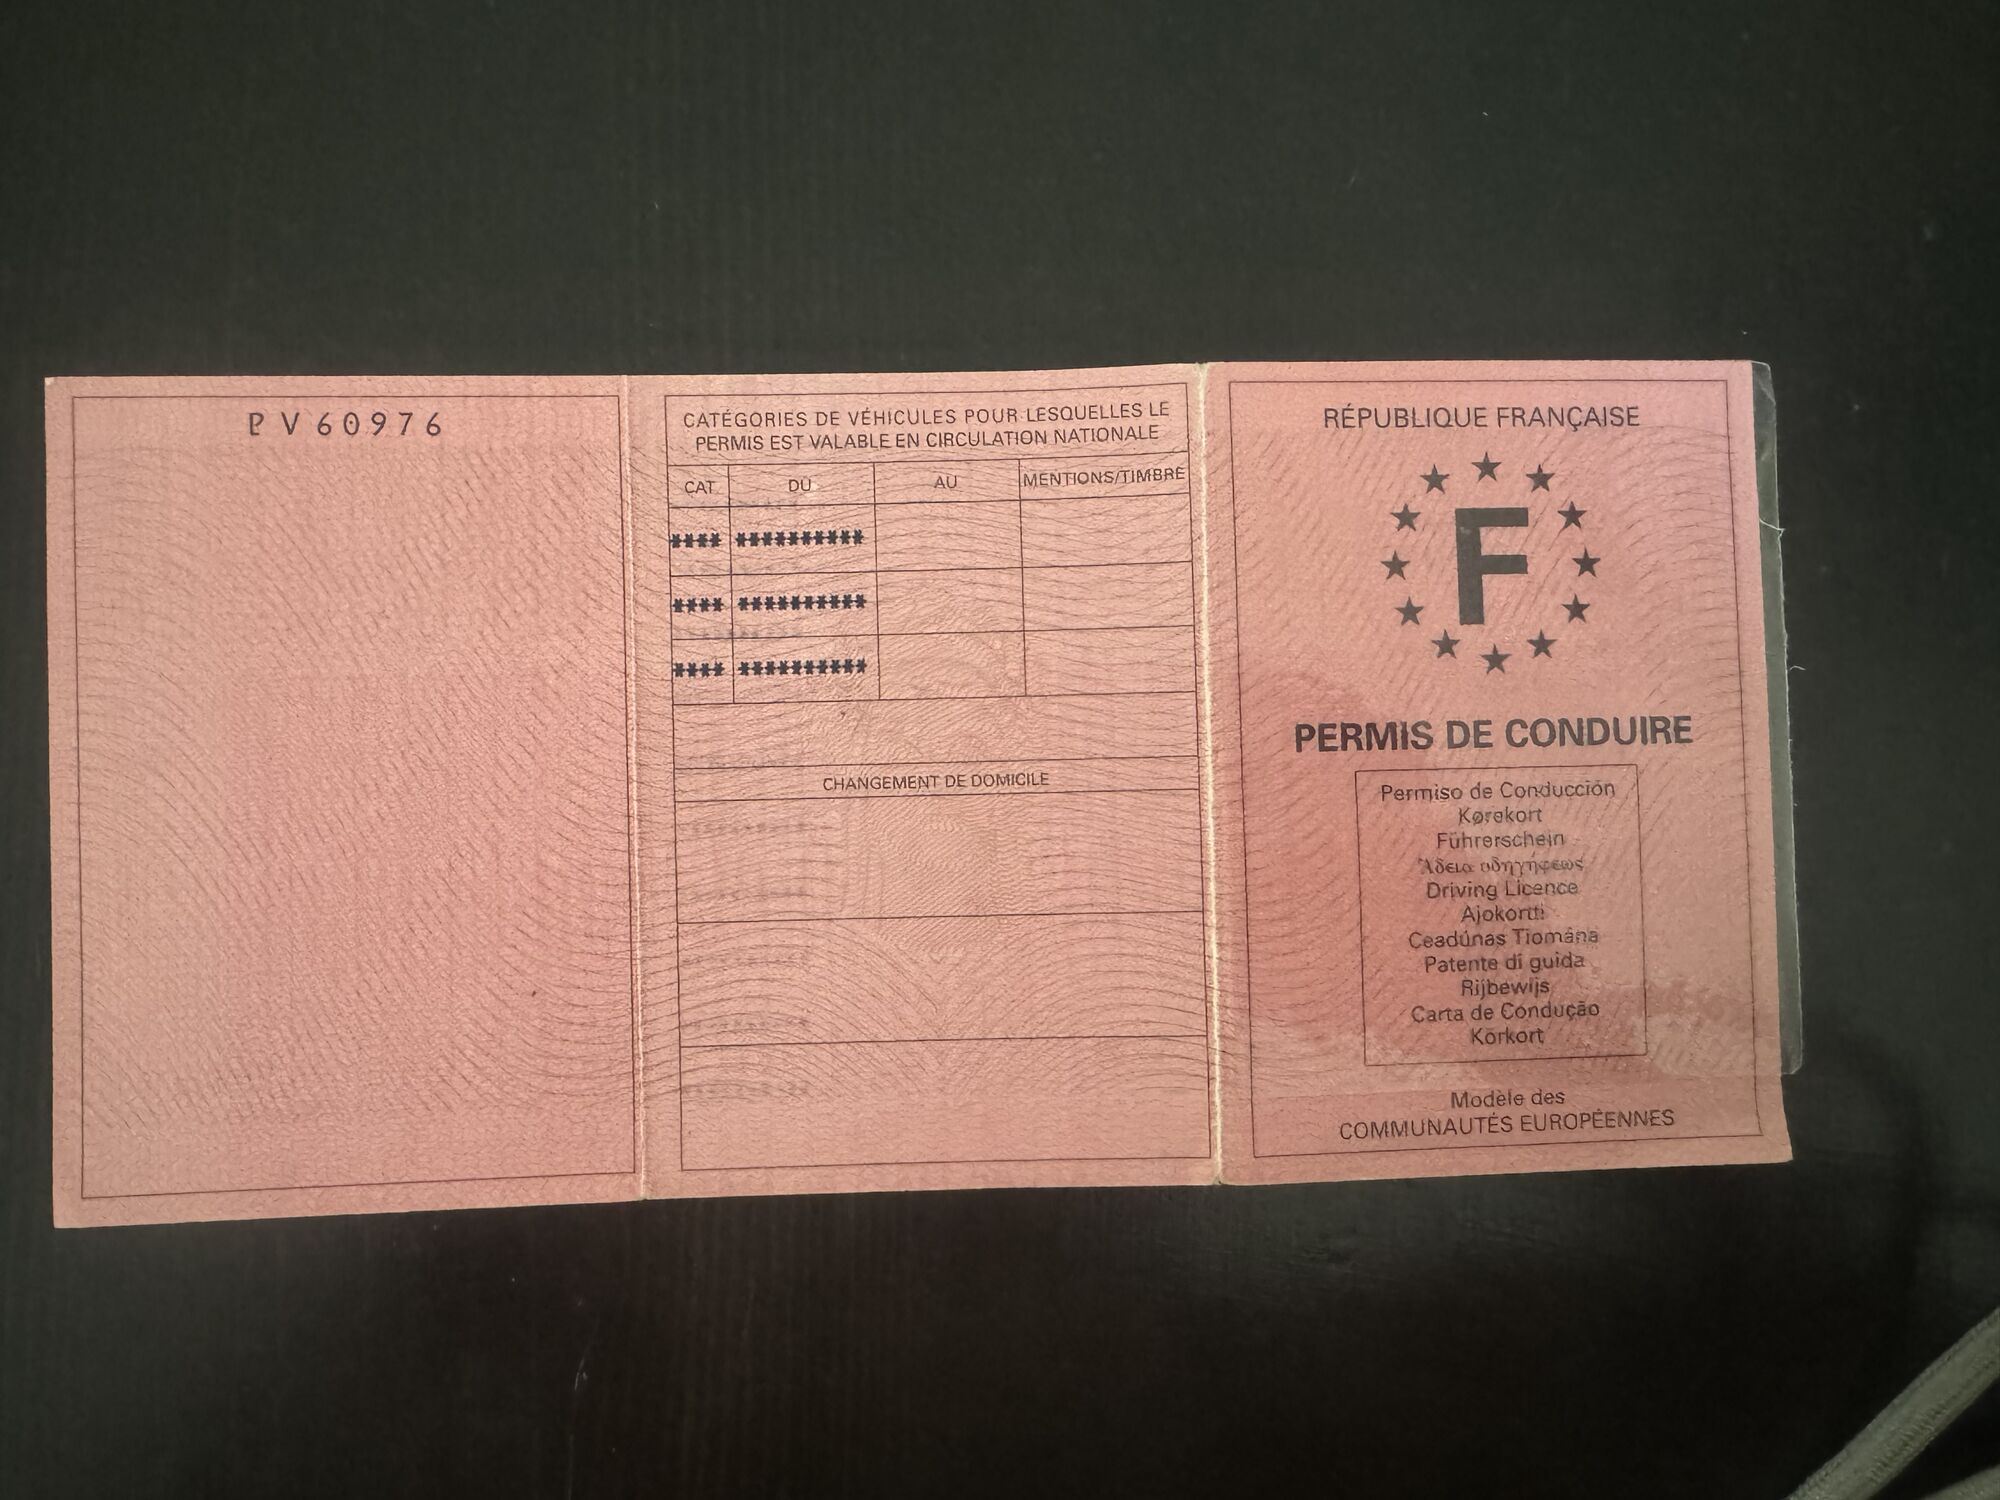 PV60976
CATÉGORIES DE VÉHICULES POUR LESQUELLES LE
PERMIS EST VALABLE EN CIRCULATION NATIONALE
CAT DU AU MENTIONS/TIMBRE
**** **********
**** **********
**** **********
CHANGEMENT DE DOMICILE
RÉPUBLIQUE FRANÇAISE
F
PERMIS DE CONDUIRE
Permiso de Conducción
Kørekort
Führerschein
Ἄδεια ὁδηγήσεως
Driving Licence
Ajokortti
Ceadúnas Tiomána
Patente di guida
Rijbewijs
Carta de Condução
Körkort
Modèle des
COMMUNAUTÉS EUROPÉENNES